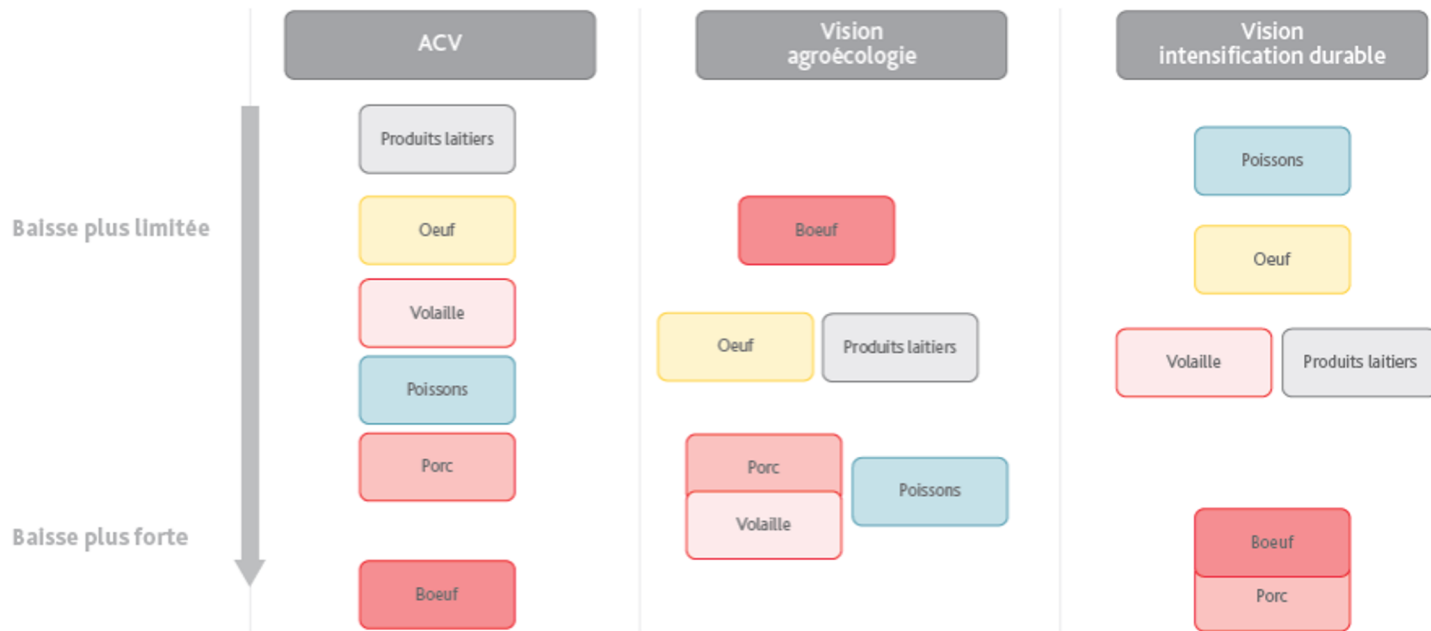 ACV
Vision
agroécologie
Vision
intensification durable
Baisse plus limitée
Baisse plus forte
Produits laitiers
Oeuf
Volaille
Poissons
Porc
Boeuf
Boeuf
Oeuf
Produits laitiers
Porc
Volaille
Poissons
Poissons
Oeuf
Volaille
Produits laitiers
Boeuf
Porc